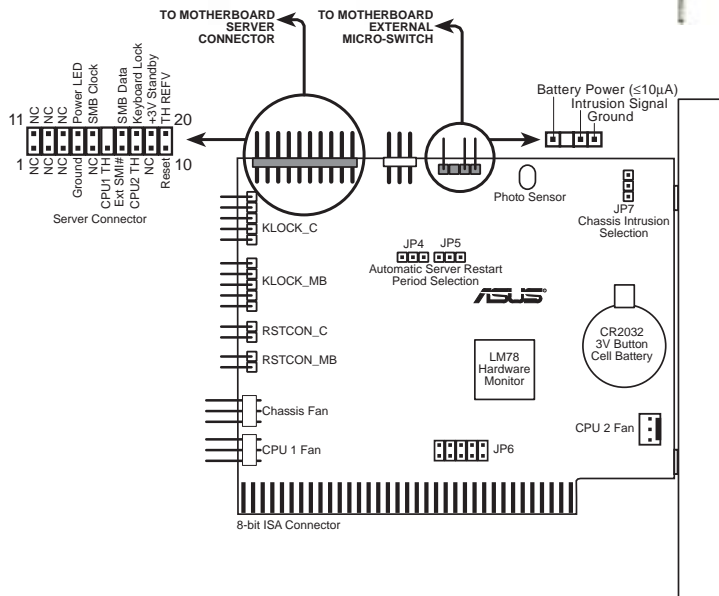 TO MOTHERBOARD
SERVER
CONNECTOR
TO MOTHERBOARD
EXTERNAL
MICRO-SWITCH
Battery Power (≤10µA)
Intrusion Signal
Ground
11 NC NC NC Power LED SMB Clock SMB Data Keyboard Lock +3V Standby TH REFV 20
1 NC NC NC Ground NC CPU1 TH Ext SMI# CPU2 TH NC Reset 10
Server Connector
Photo Sensor
JP7
Chassis Intrusion
Selection
KLOCK_C
JP4 JP5
Automatic Server Restart
Period Selection
KLOCK_MB
ASUS
RSTCON_C
RSTCON_MB
LM78
Hardware
Monitor
CR2032
3V Button
Cell Battery
Chassis Fan
CPU 1 Fan
CPU 2 Fan
JP6
8-bit ISA Connector